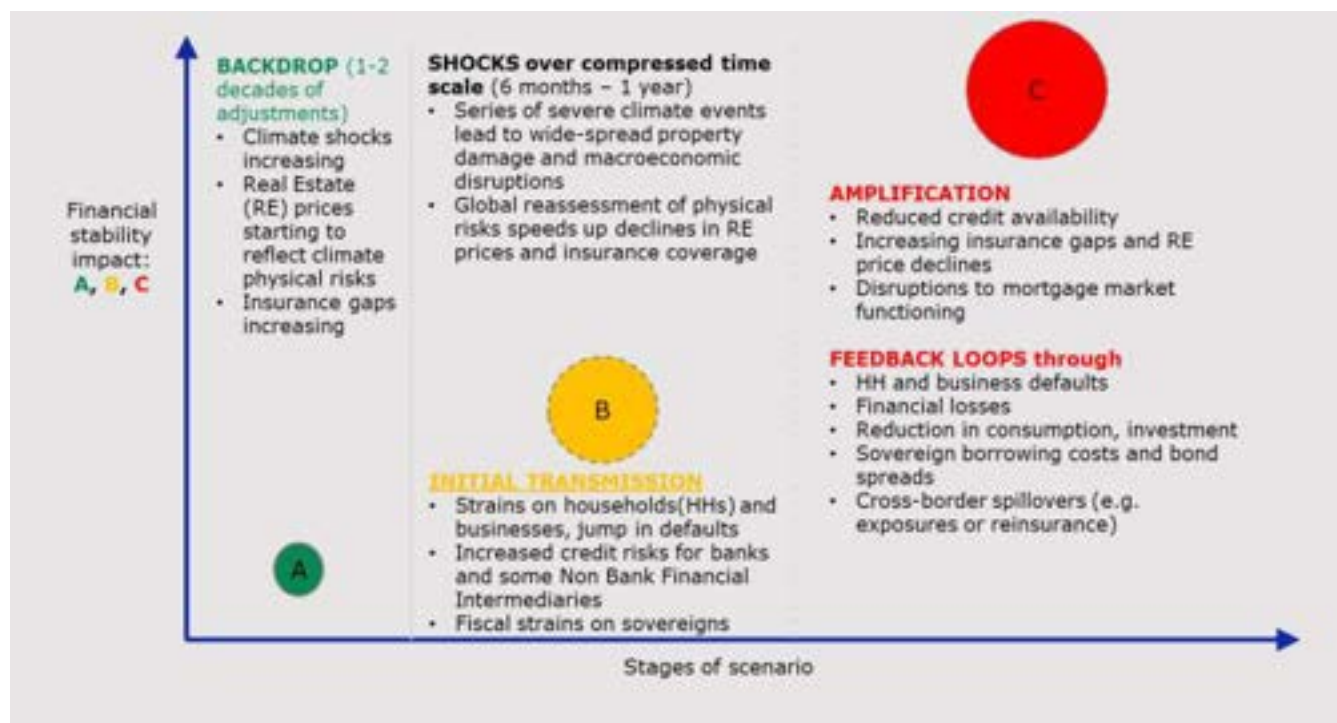 Financial
stability
impact:
A, B, C
BACKDROP (1-2
decades of
adjustments)
• Climate shocks
increasing
• Real Estate
(RE) prices
starting to
reflect climate
physical risks
• Insurance gaps
increasing
A
SHOCKS over compressed time
scale (6 months – 1 year)
• Series of severe climate events
lead to wide-spread property
damage and macroeconomic
disruptions
• Global reassessment of physical
risks speeds up declines in RE
prices and insurance coverage
B
INITIAL TRANSMISSION
• Strains on households(HHs) and
businesses, jump in defaults
• Increased credit risks for banks
and some Non Bank Financial
Intermediaries
• Fiscal strains on sovereigns
C
AMPLIFICATION
• Reduced credit availability
• Increasing insurance gaps and RE
price declines
• Disruptions to mortgage market
functioning
FEEDBACK LOOPS through
• HH and business defaults
• Financial losses
• Reduction in consumption, investment
• Sovereign borrowing costs and bond
spreads
• Cross-border spillovers (e.g.
exposures or reinsurance)
Stages of scenario